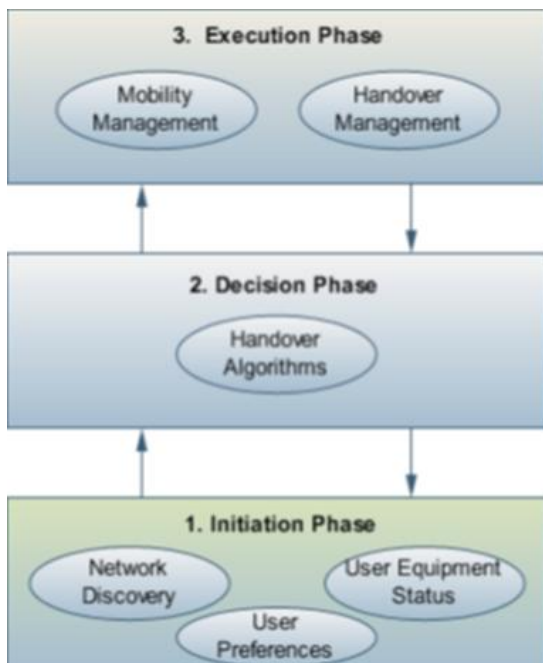 3. Execution Phase
Mobility
Management
Handover
Management
2. Decision Phase
Handover
Algorithms
1. Initiation Phase
Network
Discovery
User Equipment
Status
User
Preferences